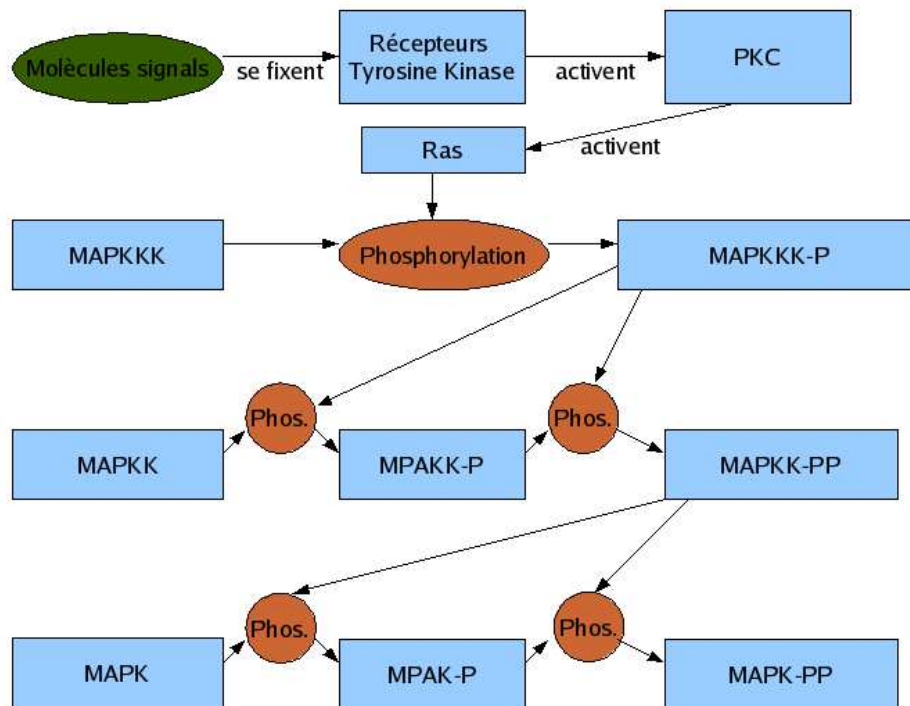 Molècules signals
se fixent
Récepteurs
Tyrosine Kinase
activent
PKC
Ras
activent
MAPKKK
Phosphorylation
MAPKKK-P
Phos.
Phos.
MAPKK
MPAKK-P
MAPKK-PP
Phos.
Phos.
MAPK
MPAK-P
MAPK-PP